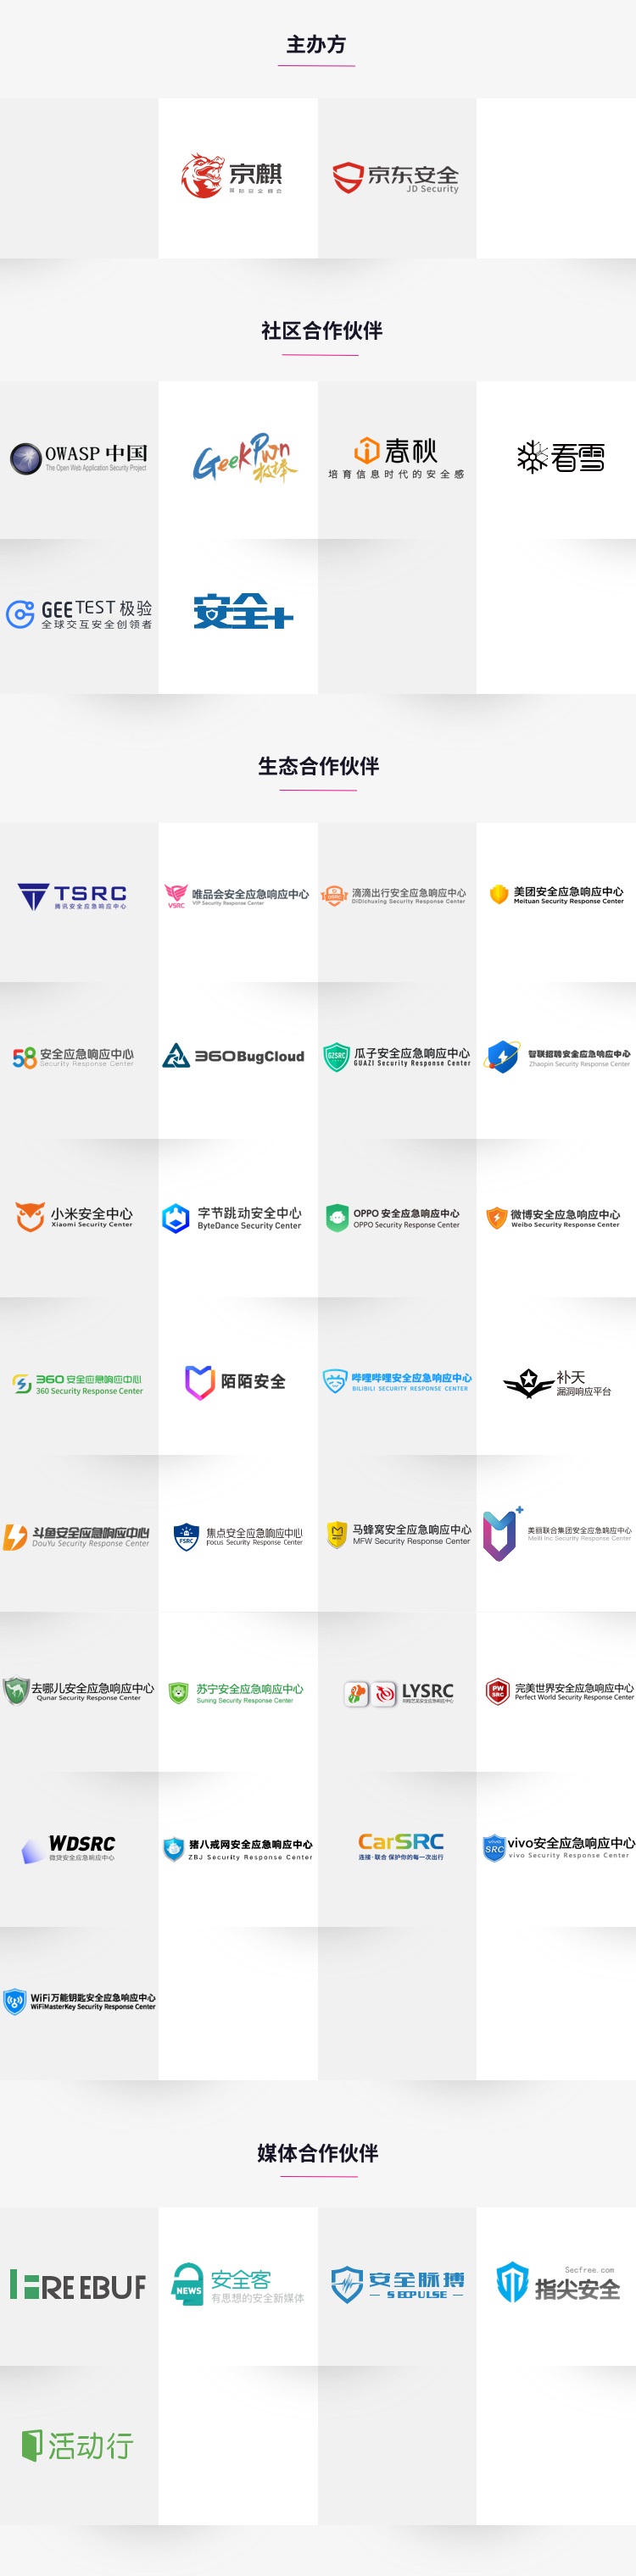 主办方
京麒
国际安全峰会
京东安全
JD Security
社区合作伙伴
OWASP 中国
The Open Web Application Security Project
GeekPwn
极棒
春秋
培育信息时代的安全感
看雪
GEETEST 极验
全球交互安全创领者
安全+
生态合作伙伴
TSRC
腾讯安全应急响应中心
VSRC
唯品会安全应急响应中心
VIP Security Response Center
滴滴出行安全应急响应中心
DiDichuxing Security Response Center
美团安全应急响应中心
Meituan Security Response Center
58 安全应急响应中心
Security Response Center
360BugCloud
GZSRC
瓜子安全应急响应中心
GUAZI Security Response Center
智联招聘安全应急响应中心
Zhaopin Security Response Center
小米安全中心
Xiaomi Security Center
字节跳动安全中心
ByteDance Security Center
OPPO 安全应急响应中心
OPPO Security Response Center
微博安全应急响应中心
Weibo Security Response Center
360 安全应急响应中心
360 Security Response Center
陌陌安全
哔哩哔哩安全应急响应中心
BILIBILI SECURITY RESPONSE CENTER
补天
漏洞响应平台
斗鱼安全应急响应中心
DouYu Security Response Center
FSRC
焦点安全应急响应中心
Focus Security Response Center
马蜂窝安全应急响应中心
MFW Security Response Center
美丽联合集团安全应急响应中心
Meili Inc Security Response Center
去哪儿安全应急响应中心
Qunar Security Response Center
苏宁安全应急响应中心
Suning Security Response Center
LYSRC
同程艺龙安全应急响应中心
PW
SRC
完美世界安全应急响应中心
Perfect World Security Response Center
WDSRC
微贷安全应急响应中心
猪八戒网安全应急响应中心
ZBJ Security Response Center
CarSRC
连接·联合 保护你的每一次出行
vivo
SRC
vivo安全应急响应中心
vivo Security Response Center
WiFi万能钥匙安全应急响应中心
WiFiMasterKey Security Response Center
媒体合作伙伴
FREEBUF
NEWS
安全客
有思想的安全新媒体
安全脉搏
SECPULSE
Secfree.com
指尖安全
活动行